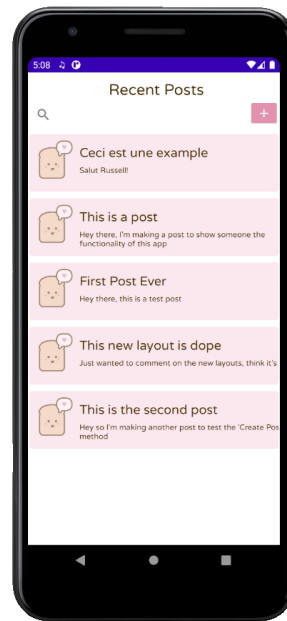 5:08
Recent Posts
+
Ceci est une example
Salut Russell!
This is a post
Hey there, I'm making a post to show someone the
functionality of this app
First Post Ever
Hey there, this is a test post
This new layout is dope
Just wanted to comment on the new layouts, think it's
This is the second post
Hey so I'm making another post to test the 'Create Pos
method